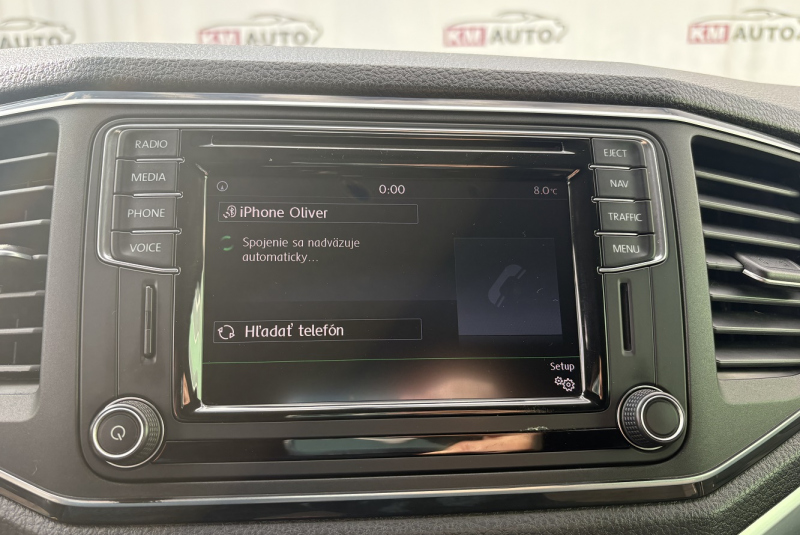 KM AUTO
KM AUTO
KM AUTO
RADIO
MEDIA
PHONE
VOICE
EJECT
NAV
TRAFFIC
MENU
0:00
8.0°C
iPhone Oliver
Spojenie sa nadväzuje
automaticky...
Hľadať telefón
Setup